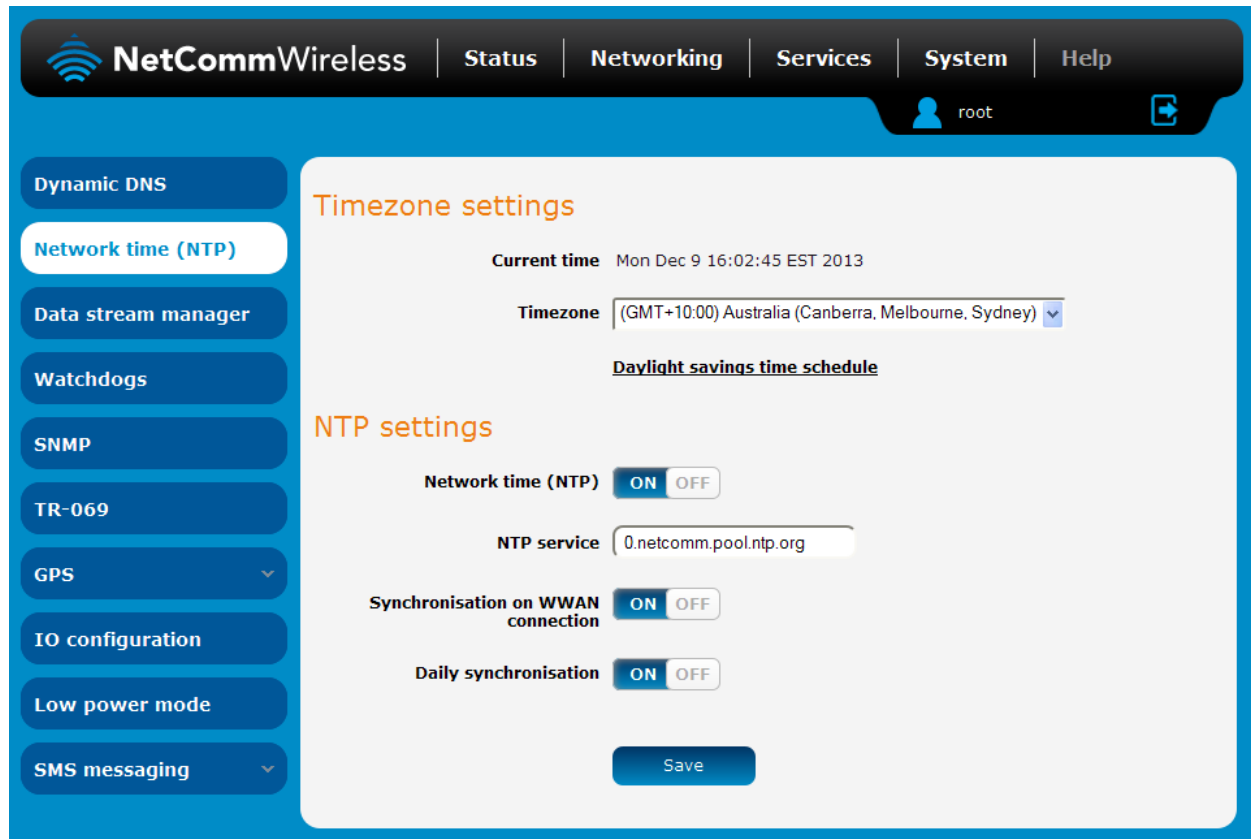 NetCommWireless Status Networking Services System Help
root
Dynamic DNS
Network time (NTP)
Data stream manager
Watchdogs
SNMP
TR-069
GPS
IO configuration
Low power mode
SMS messaging
Timezone settings
Current time Mon Dec 9 16:02:45 EST 2013
Timezone (GMT+10:00) Australia (Canberra, Melbourne, Sydney)
Daylight savings time schedule
NTP settings
Network time (NTP) ON OFF
NTP service 0.netcomm.pool.ntp.org
Synchronisation on WWAN
connection ON OFF
Daily synchronisation ON OFF
Save